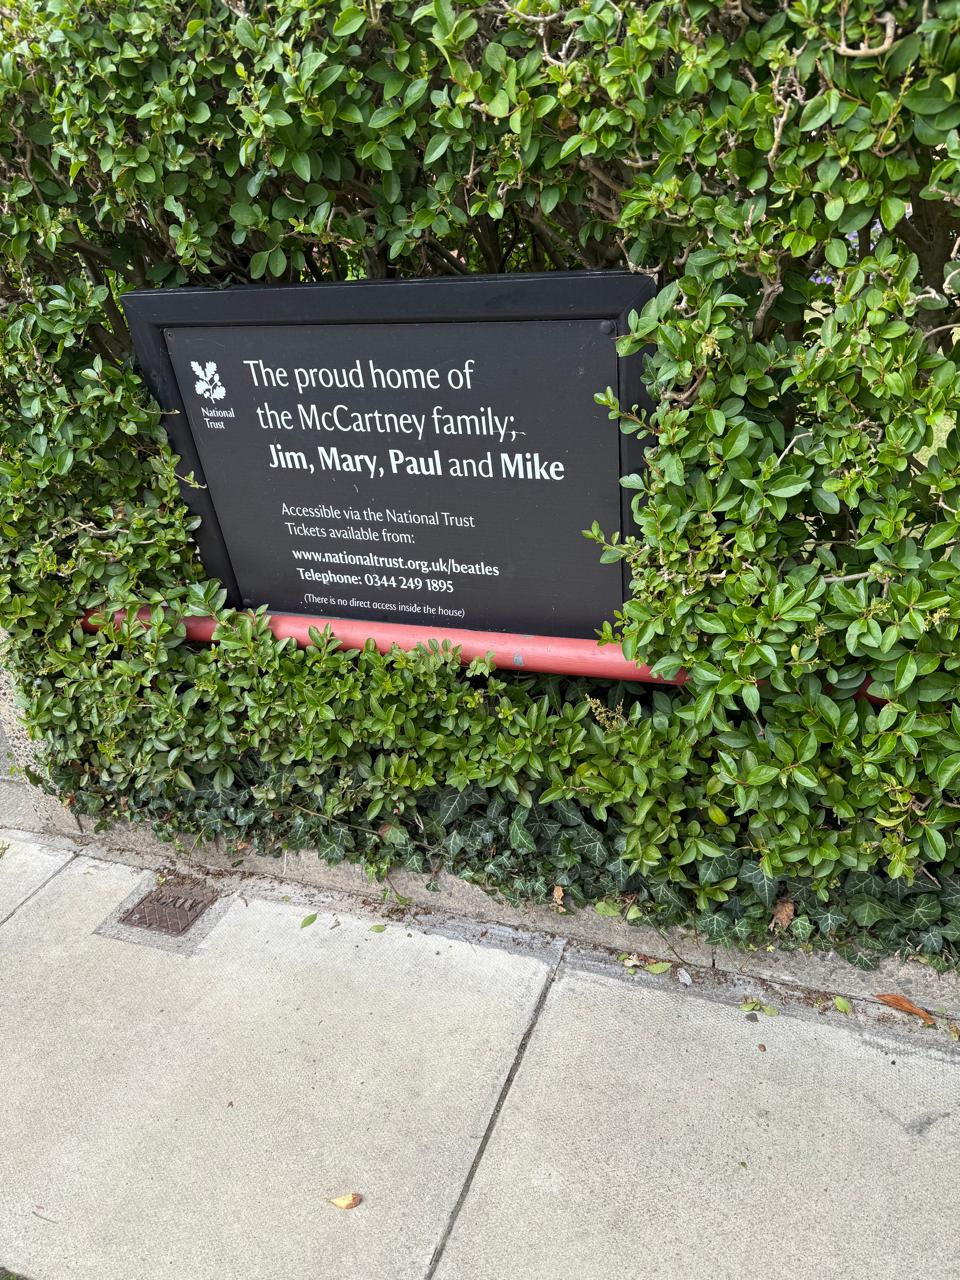 The proud home of
the McCartney family;
Jim, Mary, Paul and Mike
National
Trust
Accessible via the National Trust
Tickets available from:
www.nationaltrust.org.uk/beatles
Telephone: 0344 249 1895
(There is no direct access inside the house)